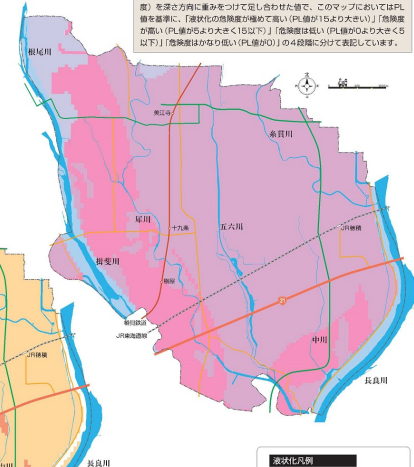 度）を深さ方向に重みをつけて足し合わせた値で、このマップにおいてはPL
値を基準に、「液状化の危険度が極めて高い（PL値が15より大きい）」「危険度
が高い（PL値が5より大きく15以下）」「危険度は低い（PL値が0より大きく5
以下）」「危険度はかなり低い（PL値が0）」の4段階に分けて表記しています。
根尾川
美江寺
糸貫川
犀川
十九条
五六川
JR穂積
揖斐川
樽見鉄道
JR東海道線
21
中川
長良川
JR穂積
長良川
液状化凡例